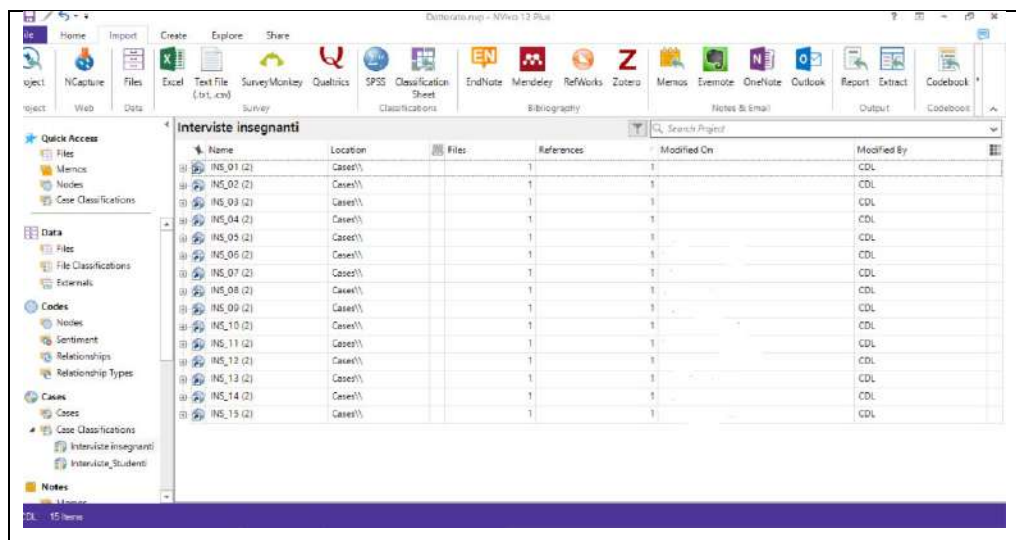 Dottorato.nvp - NVivo 12 Plus
Home Import Create Explore Share
NCapture Files Excel Text File (.txt, .csv) SurveyMonkey Qualtrics SPSS Classification Sheet EndNote Mendeley RefWorks Zotero Memos Evernote OneNote Outlook Report Extract Codebook
Web Data Survey Classifications Bibliography Notes & Email Output Codebook
Quick Access
Files
Memos
Nodes
Case Classifications
Data
Files
File Classifications
Externals
Codes
Nodes
Sentiment
Relationships
Relationship Types
Cases
Cases
Case Classifications
Interviste insegnanti
Interviste_Studenti
Notes
Interviste insegnanti Search Project
Name Location Files References Modified On Modified By
INS_01 (2) Cases\\ 1 1 CDL
INS_02 (2) Cases\\ 1 1 CDL
INS_03 (2) Cases\\ 1 1 CDL
INS_04 (2) Cases\\ 1 1 CDL
INS_05 (2) Cases\\ 1 1 CDL
INS_06 (2) Cases\\ 1 1 CDL
INS_07 (2) Cases\\ 1 1 CDL
INS_08 (2) Cases\\ 1 1 CDL
INS_09 (2) Cases\\ 1 1 CDL
INS_10 (2) Cases\\ 1 1 CDL
INS_11 (2) Cases\\ 1 1 CDL
INS_12 (2) Cases\\ 1 1 CDL
INS_13 (2) Cases\\ 1 1 CDL
INS_14 (2) Cases\\ 1 1 CDL
INS_15 (2) Cases\\ 1 1 CDL
CDL 15 Items